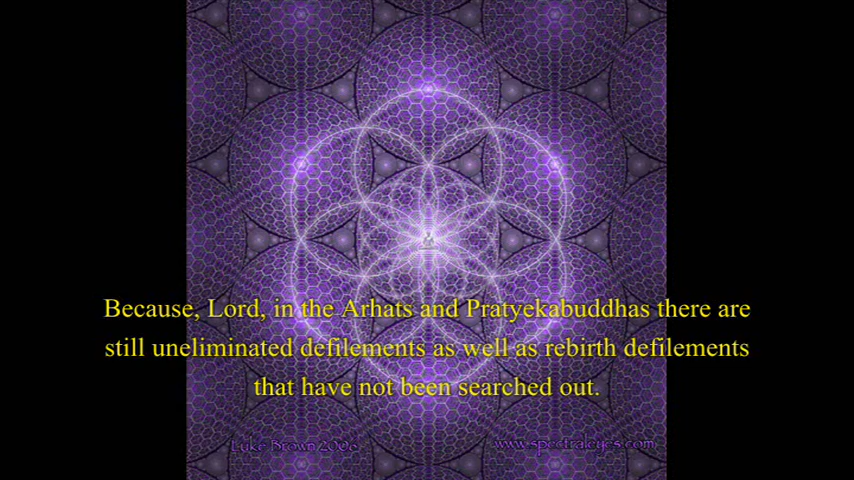 Because, Lord, in the Arhats and Pratyekabuddhas there are
still uneliminated defilements as well as rebirth defilements
that have not been searched out.
Luke Brown 2006
www.spectraleyes.com